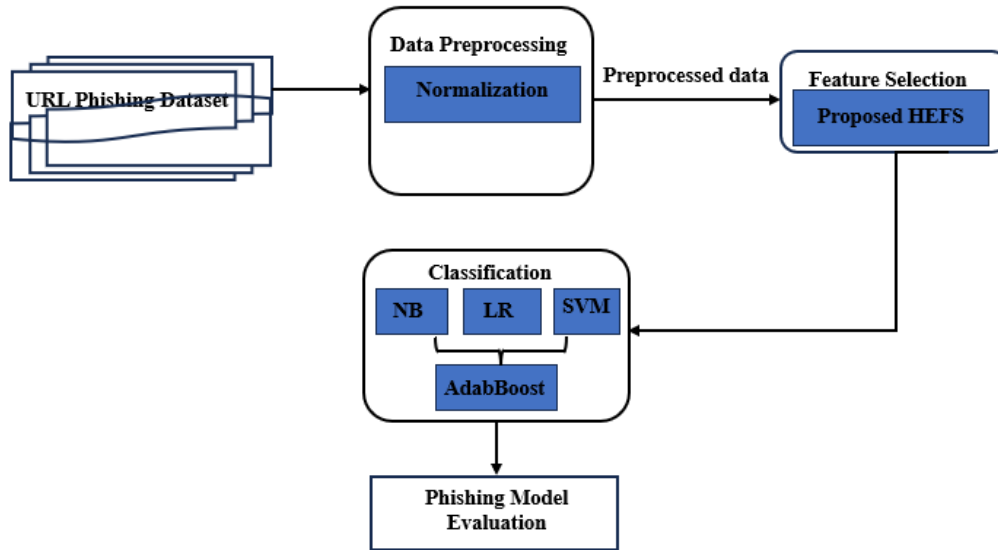 URL Phishing Dataset
Data Preprocessing
Normalization
Preprocessed data
Feature Selection
Proposed HEFS
Classification
NB
LR
SVM
AdabBoost
Phishing Model
Evaluation